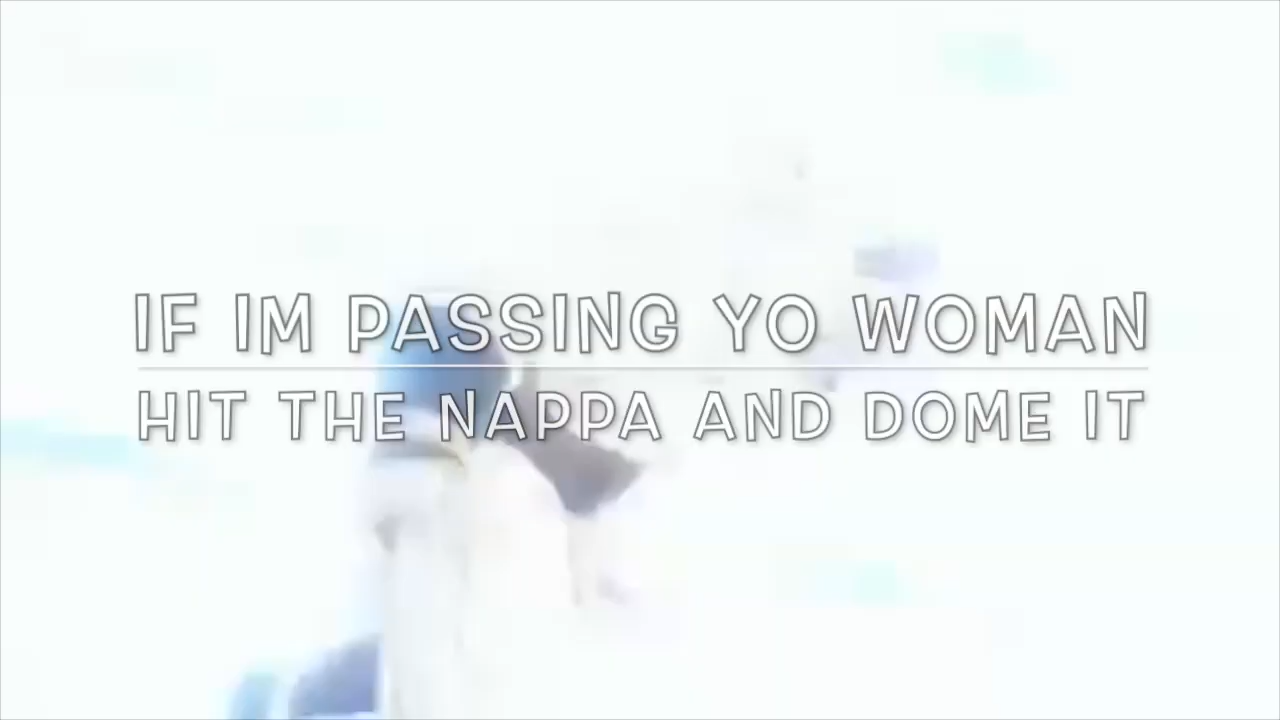 IF IM PASSING YO WOMAN
HIT THE NAPPA AND DOME IT